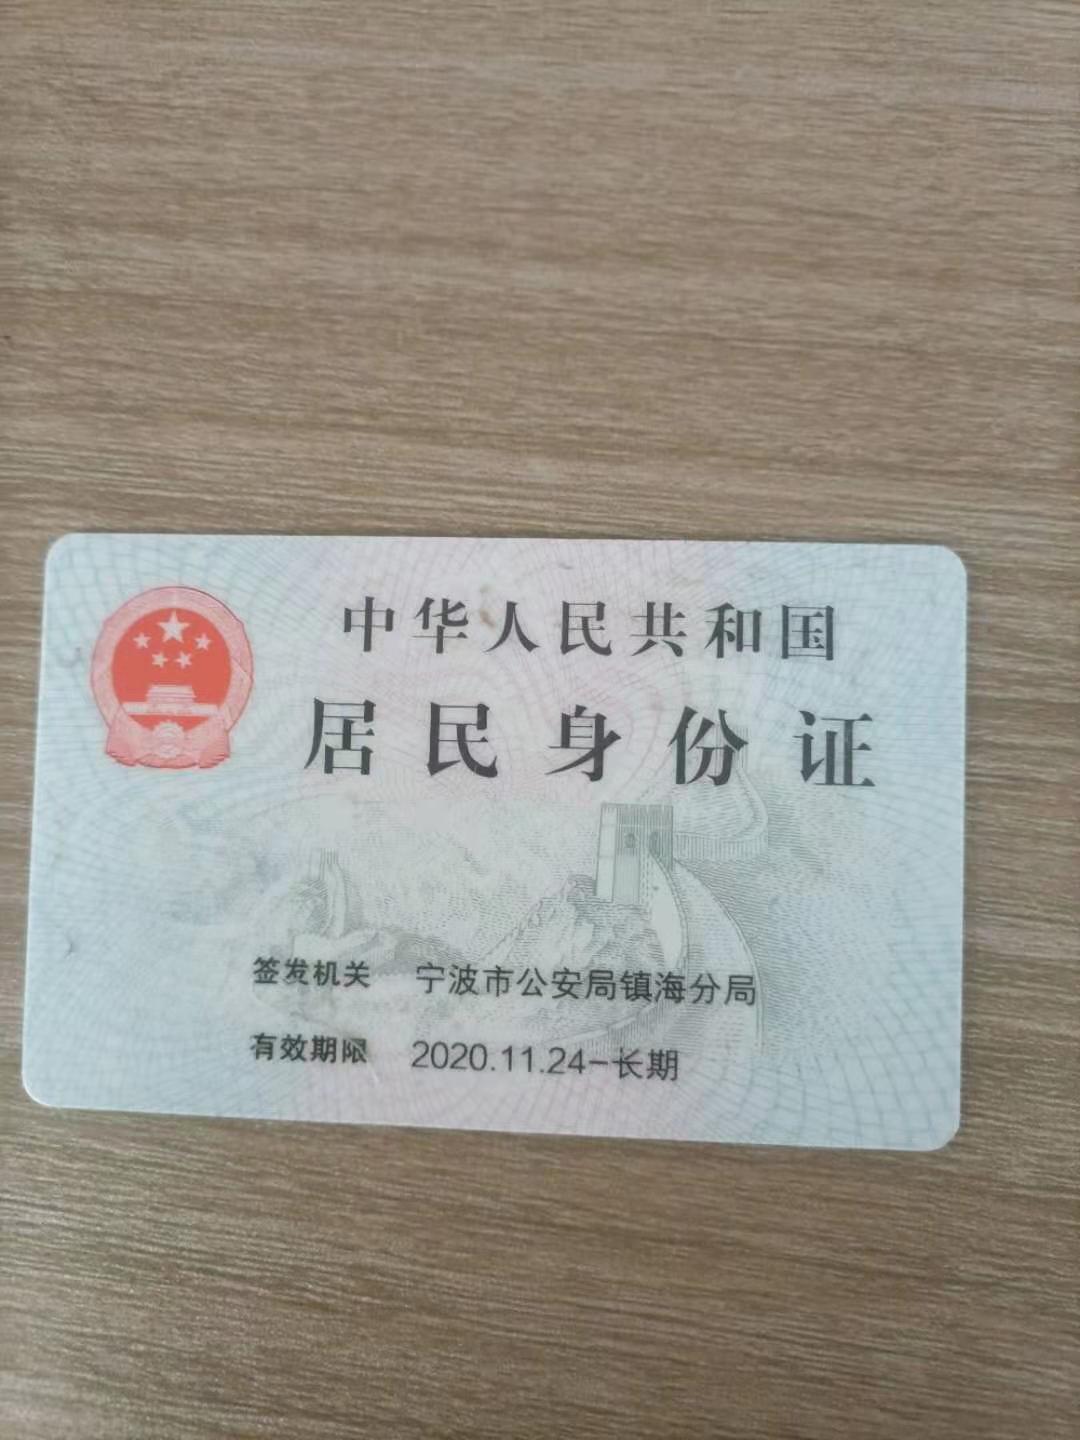 中华人民共和国
居民身份证
签发机关 宁波市公安局镇海分局
有效期限 2020.11.24-长期